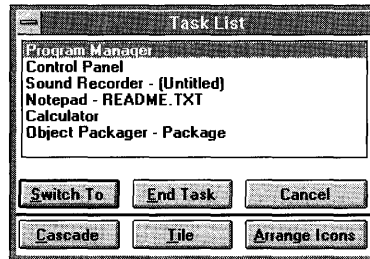 Task List
Program Manager
Control Panel
Sound Recorder - (Untitled)
Notepad - README.TXT
Calculator
Object Packager - Package
Switch To End Task Cancel
Cascade Tile Arrange Icons